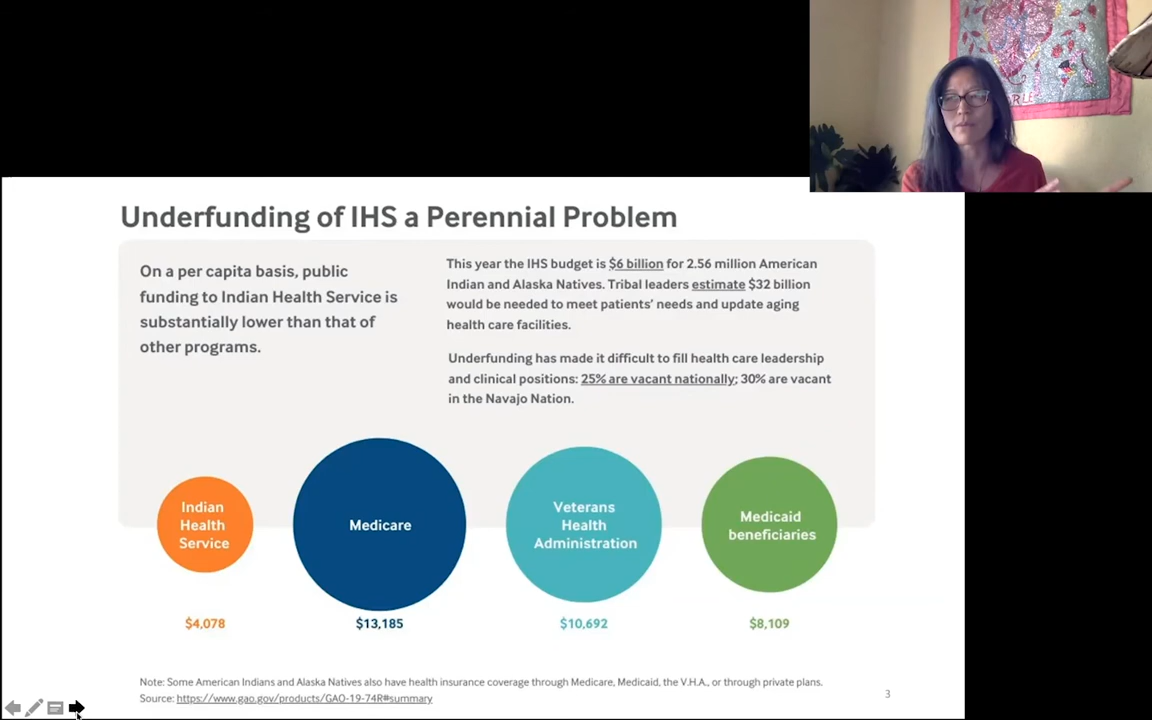 Underfunding of IHS a Perennial Problem
On a per capita basis, public
funding to Indian Health Service is
substantially lower than that of
other programs.
This year the IHS budget is $6 billion for 2.56 million American
Indian and Alaska Natives. Tribal leaders estimate $32 billion
would be needed to meet patients' needs and update aging
health care facilities.
Underfunding has made it difficult to fill health care leadership
and clinical positions: 25% are vacant nationally; 30% are vacant
in the Navajo Nation.
Indian
Health
Service
Medicare
Veterans
Health
Administration
Medicaid
beneficiaries
$4,078
$13,185
$10,692
$8,109
Note: Some American Indians and Alaska Natives also have health insurance coverage through Medicare, Medicaid, the V.H.A., or through private plans.
Source: https://www.gao.gov/products/GAO-19-74R#summary
3